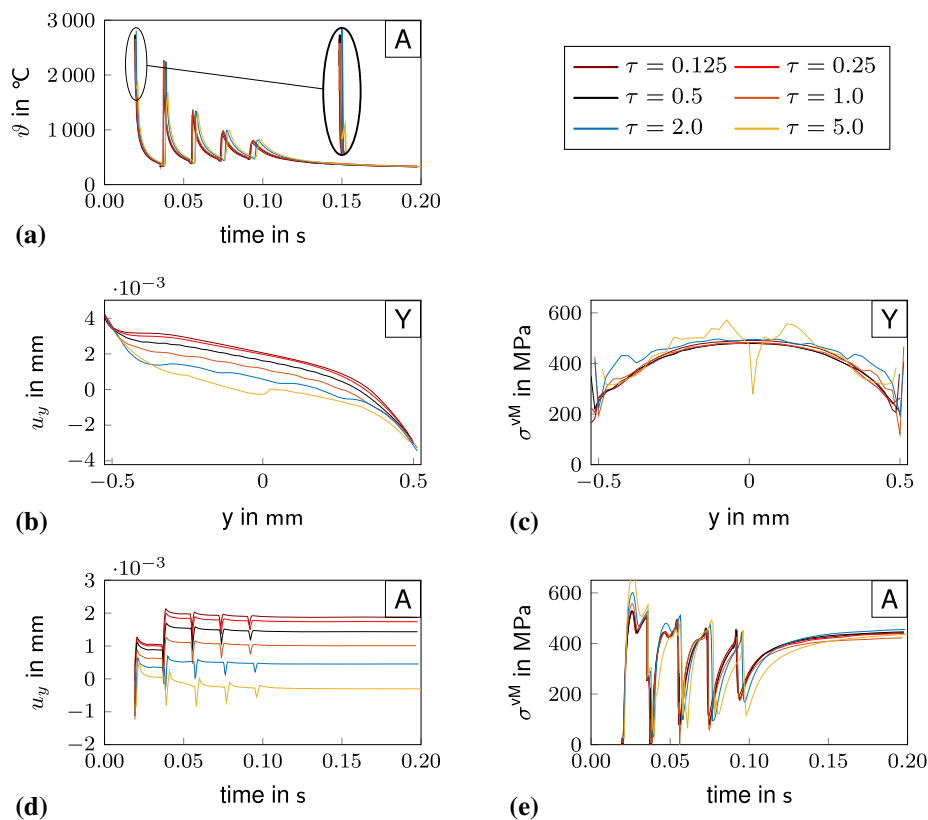 3 000
2 000
1 000
0
ϑ in °C
A
0.00 0.05 0.10 0.15 0.20
time in s
(a)
τ = 0.125 τ = 0.25
τ = 0.5 τ = 1.0
τ = 2.0 τ = 5.0
·10−3
4
2
0
−2
−4
u_y in mm
Y
−0.5 0 0.5
y in mm
(b)
600
400
200
0
σ^vM in MPa
Y
−0.5 0 0.5
y in mm
(c)
·10−3
3
2
1
0
−1
−2
u_y in mm
A
0.00 0.05 0.10 0.15 0.20
time in s
(d)
600
400
200
0
σ^vM in MPa
A
0.00 0.05 0.10 0.15 0.20
time in s
(e)